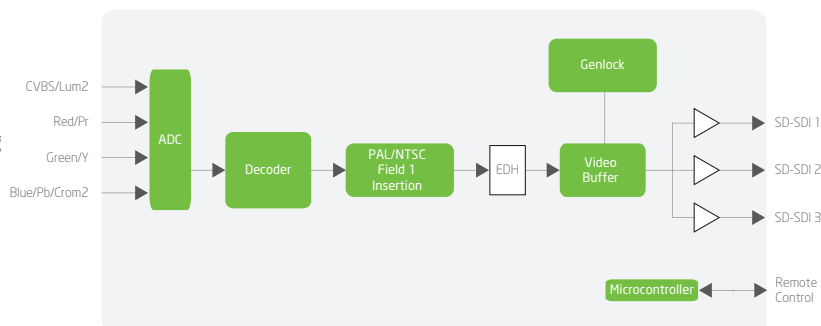 CVBS/Lum2
Red/Pr
Green/Y
Blue/Pb/Crom2
ADC
Decoder
PAL/NTSC
Field 1
Insertion
EDH
Genlock
Video
Buffer
SD-SDI 1
SD-SDI 2
SD-SDI 3
Microcontroller
Remote
Control